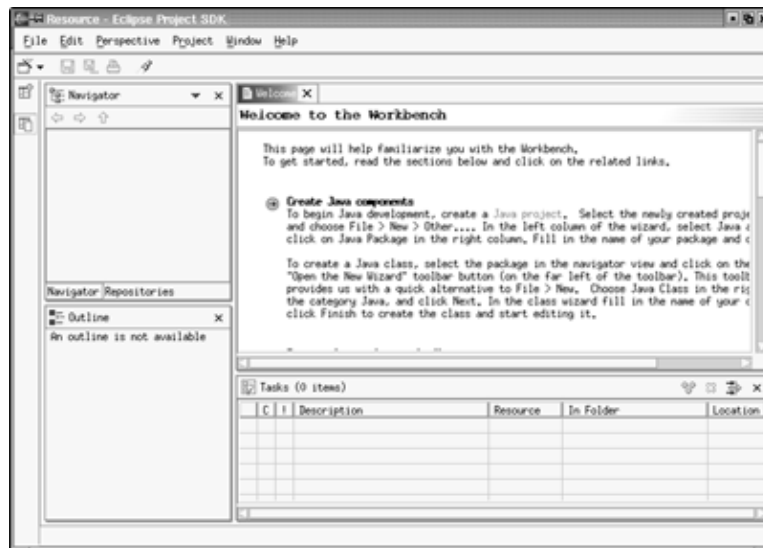 Resource - Eclipse Project SDK
File Edit Perspective Project Window Help
Navigator
Navigator Repositories
Outline
An outline is not available
Welcome
Welcome to the Workbench
This page will help familiarize you with the Workbench.
To get started, read the sections below and click on the related links.
Create Java components
To begin Java development, create a Java project. Select the newly created proje
and choose File > New > Other.... In the left column of the wizard, select Java a
click on Java Package in the right column. Fill in the name of your package and c
To create a Java class, select the package in the navigator view and click on the
"Open the New Wizard" toolbar button (on the far left of the toolbar). This toolb
provides us with a quick alternative to File > New. Choose Java Class in the rig
the category Java, and click Next. In the class wizard fill in the name of your c
click Finish to create the class and start editing it.
Tasks (0 items)
C ! Description Resource In Folder Location